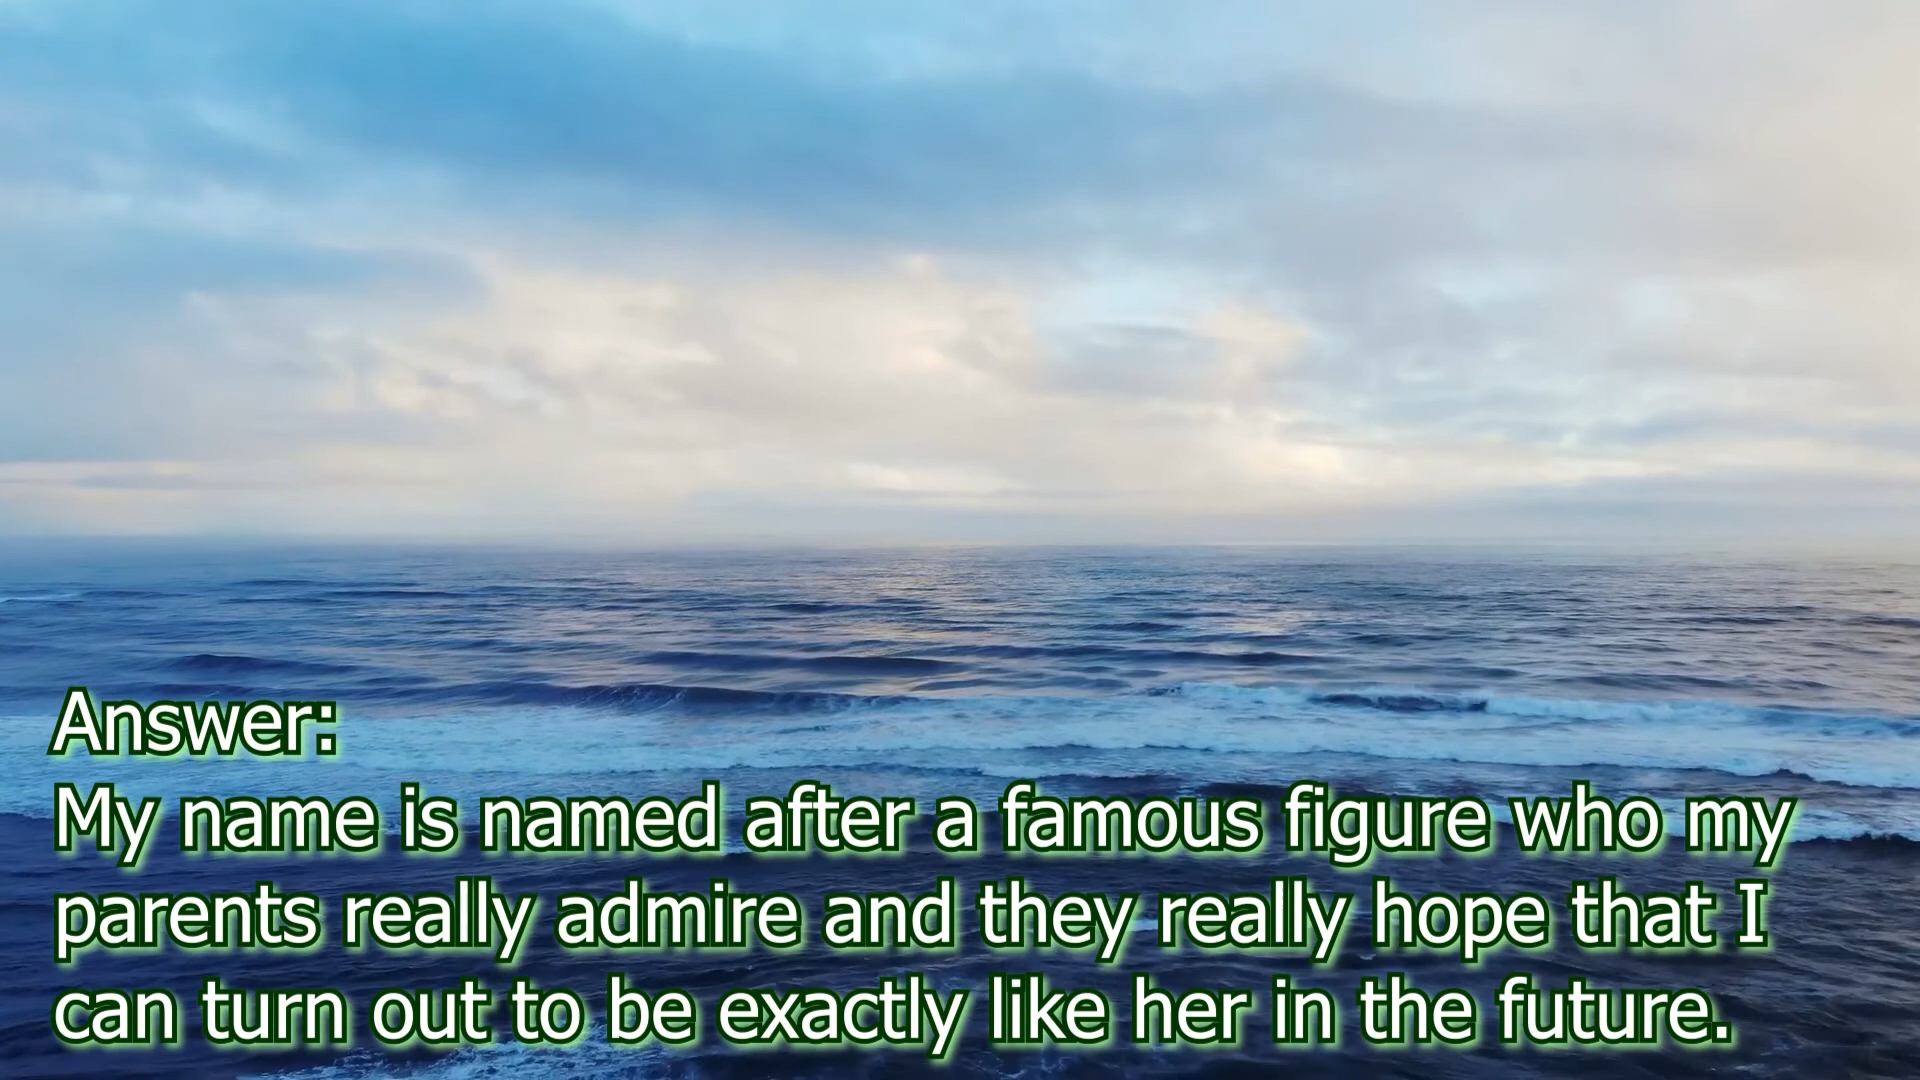 Answer:
My name is named after a famous figure who my
parents really admire and they really hope that I
can turn out to be exactly like her in the future.